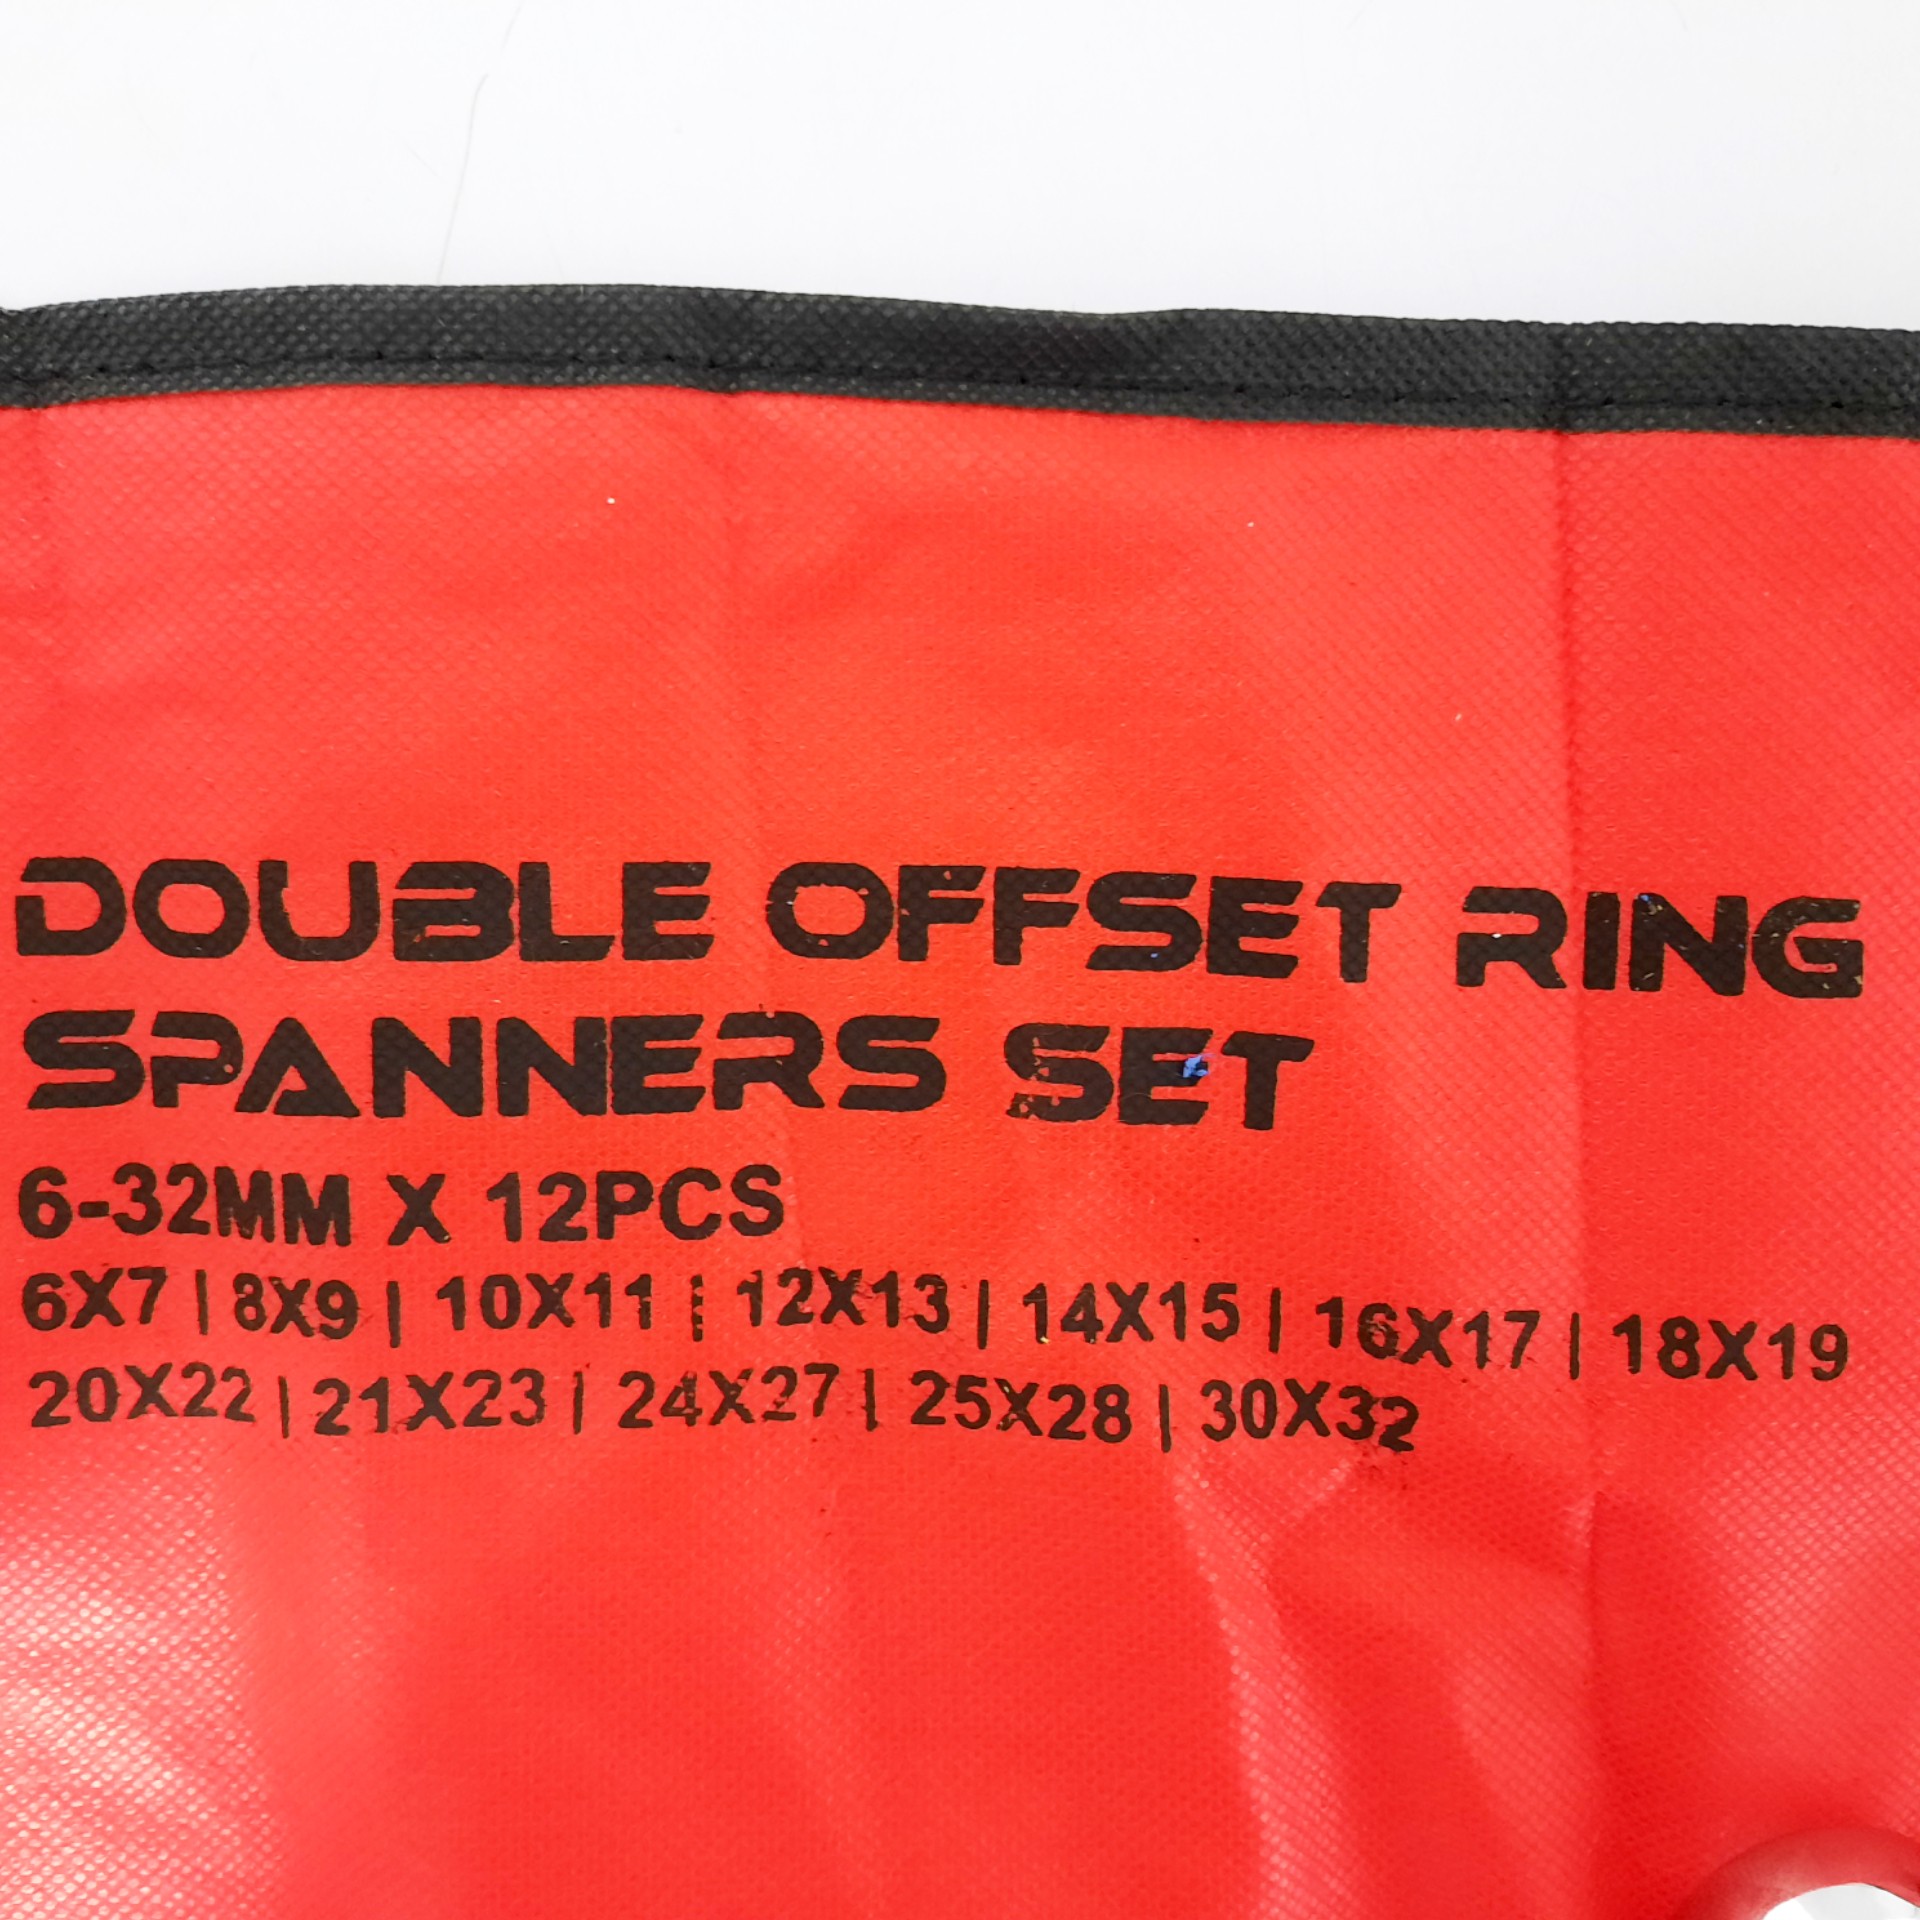 DOUBLE OFFSET RING
SPANNERS SET
6-32MM X 12PCS
6X7 | 8X9 | 10X11 | 12X13 | 14X15 | 16X17 | 18X19
20X22 | 21X23 | 24X27 | 25X28 | 30X32